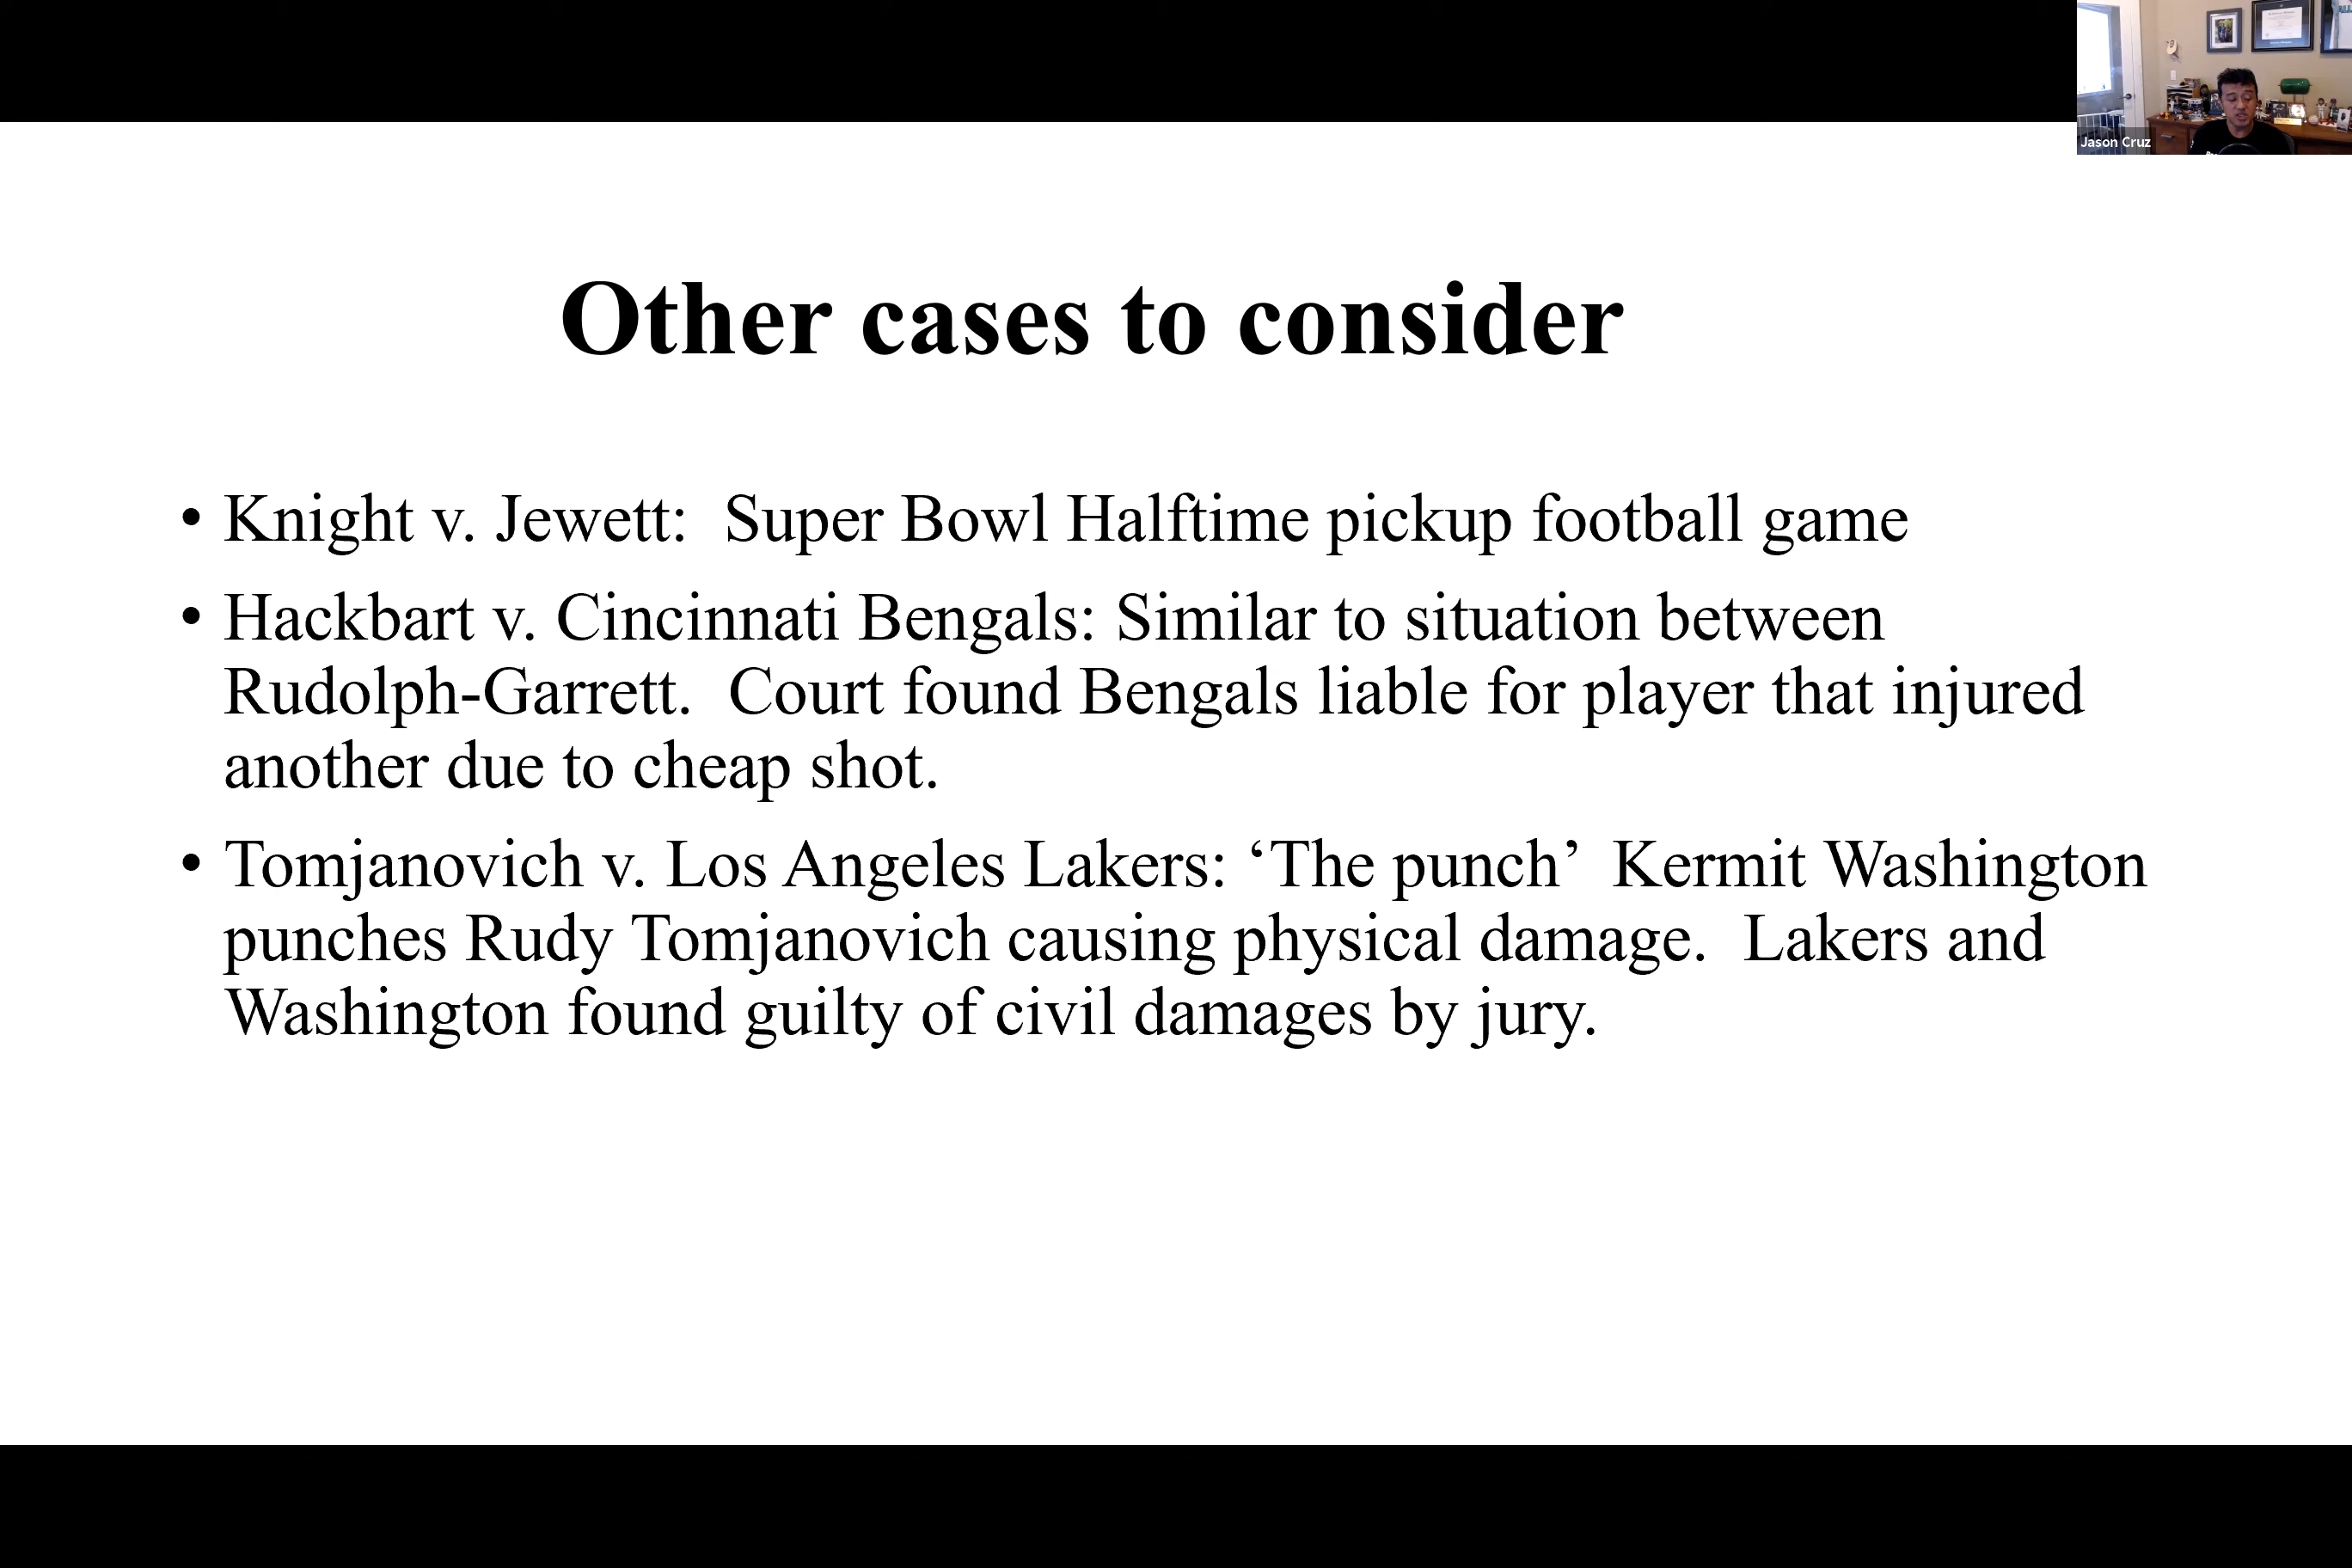 Jason Cruz
Other cases to consider
• Knight v. Jewett:  Super Bowl Halftime pickup football game
• Hackbart v. Cincinnati Bengals: Similar to situation between
Rudolph-Garrett.  Court found Bengals liable for player that injured
another due to cheap shot.
• Tomjanovich v. Los Angeles Lakers: ‘The punch’  Kermit Washington
punches Rudy Tomjanovich causing physical damage.  Lakers and
Washington found guilty of civil damages by jury.